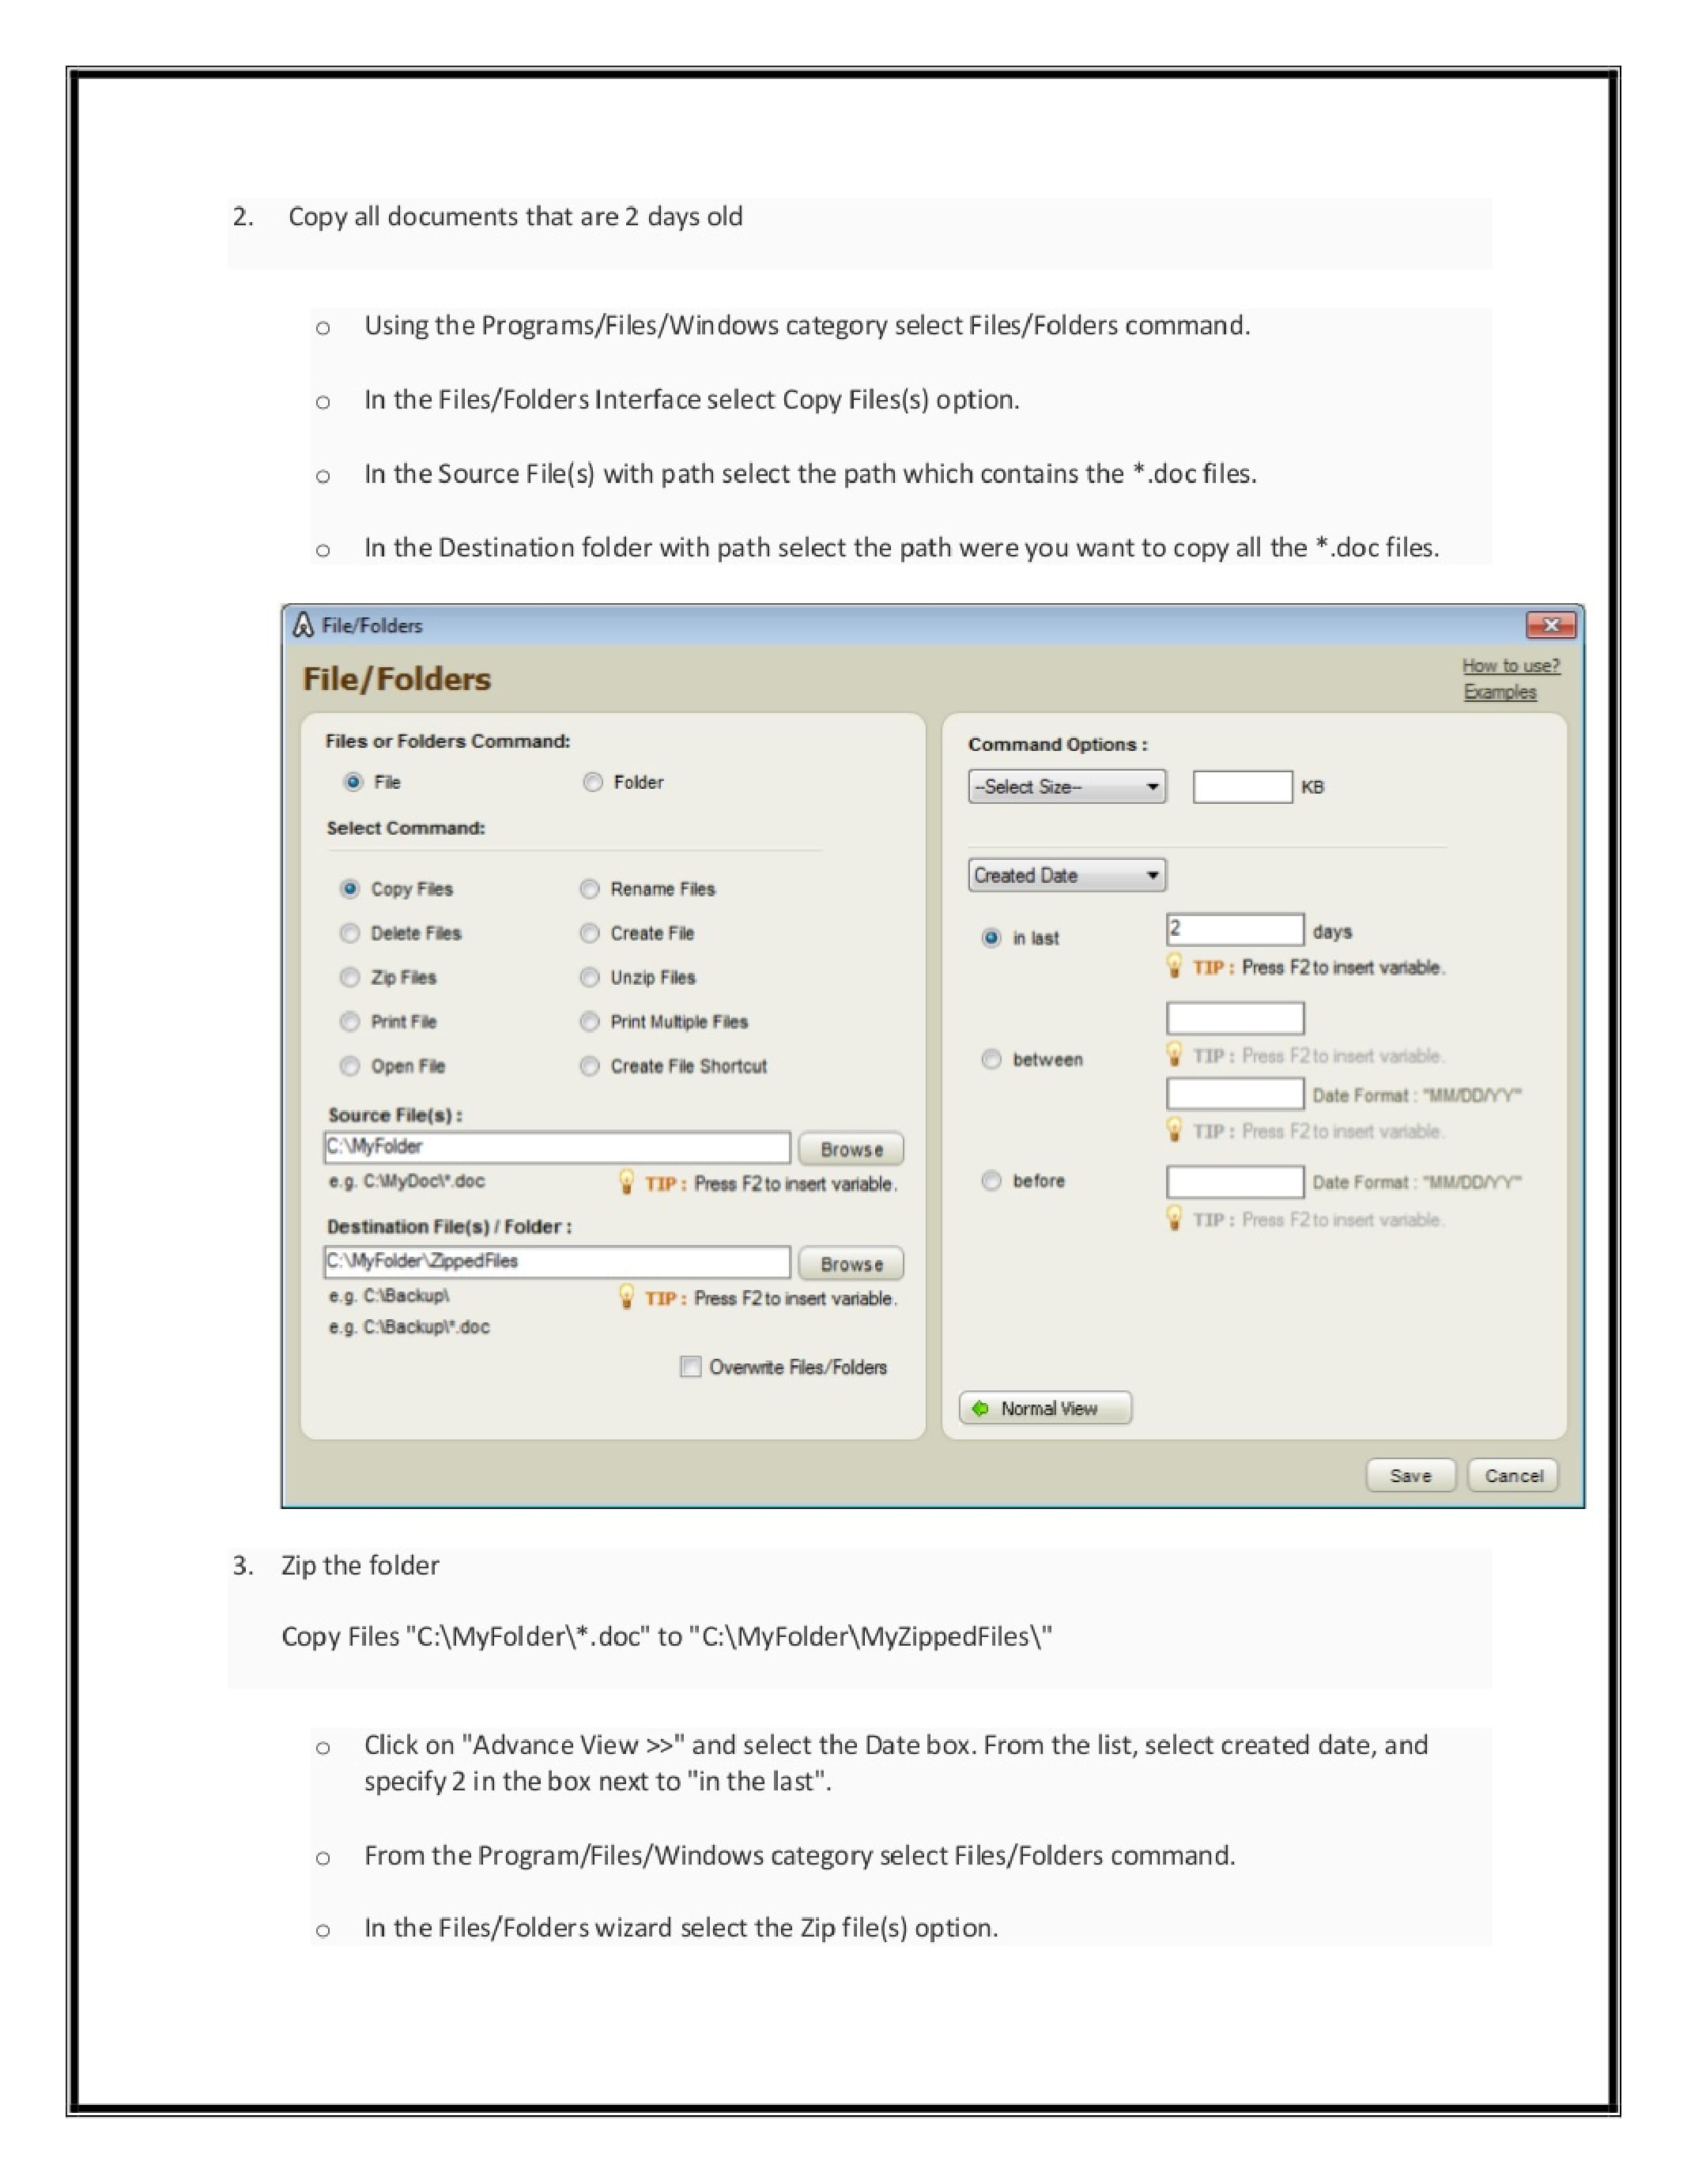 2. Copy all documents that are 2 days old
o Using the Programs/Files/Windows category select Files/Folders command.
o In the Files/Folders Interface select Copy Files(s) option.
o In the Source File(s) with path select the path which contains the *.doc files.
o In the Destination folder with path select the path were you want to copy all the *.doc files.
File/Folders
File/Folders
How to use?
Examples
Files or Folders Command:
File Folder
Select Command:
Copy Files Rename Files
Delete Files Create File
Zip Files Unzip Files
Print File Print Multiple Files
Open File Create File Shortcut
Source File(s) :
C:\MyFolder Browse
e.g. C:\MyDoc\*.doc TIP : Press F2 to insert variable.
Destination File(s) / Folder :
C:\MyFolder\ZippedFiles Browse
e.g. C:\Backup\ TIP : Press F2 to insert variable.
e.g. C:\Backup\*.doc
Overwrite Files/Folders
Command Options :
--Select Size-- KB
Created Date
in last 2 days
TIP : Press F2 to insert variable.
between
TIP : Press F2 to insert variable.
Date Format : "MM/DD/YY"
TIP : Press F2 to insert variable.
before Date Format : "MM/DD/YY"
TIP : Press F2 to insert variable.
Normal View
Save Cancel
3. Zip the folder
Copy Files "C:\MyFolder\*.doc" to "C:\MyFolder\MyZippedFiles\"
o Click on "Advance View >>" and select the Date box. From the list, select created date, and
specify 2 in the box next to "in the last".
o From the Program/Files/Windows category select Files/Folders command.
o In the Files/Folders wizard select the Zip file(s) option.